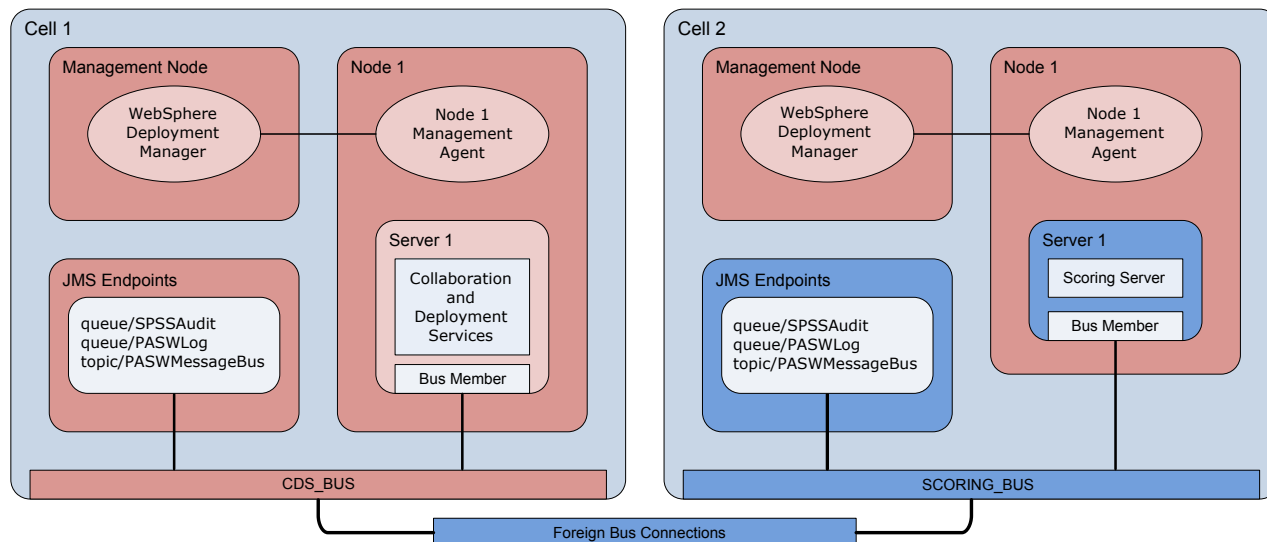 Cell 1
Management Node
WebSphere
Deployment
Manager
Node 1
Node 1
Management
Agent
Server 1
Collaboration
and
Deployment
Services
Bus Member
JMS Endpoints
queue/SPSSAudit
queue/PASWLog
topic/PASWMessageBus
CDS_BUS
Cell 2
Management Node
WebSphere
Deployment
Manager
Node 1
Node 1
Management
Agent
Server 1
Scoring Server
Bus Member
JMS Endpoints
queue/SPSSAudit
queue/PASWLog
topic/PASWMessageBus
SCORING_BUS
Foreign Bus Connections